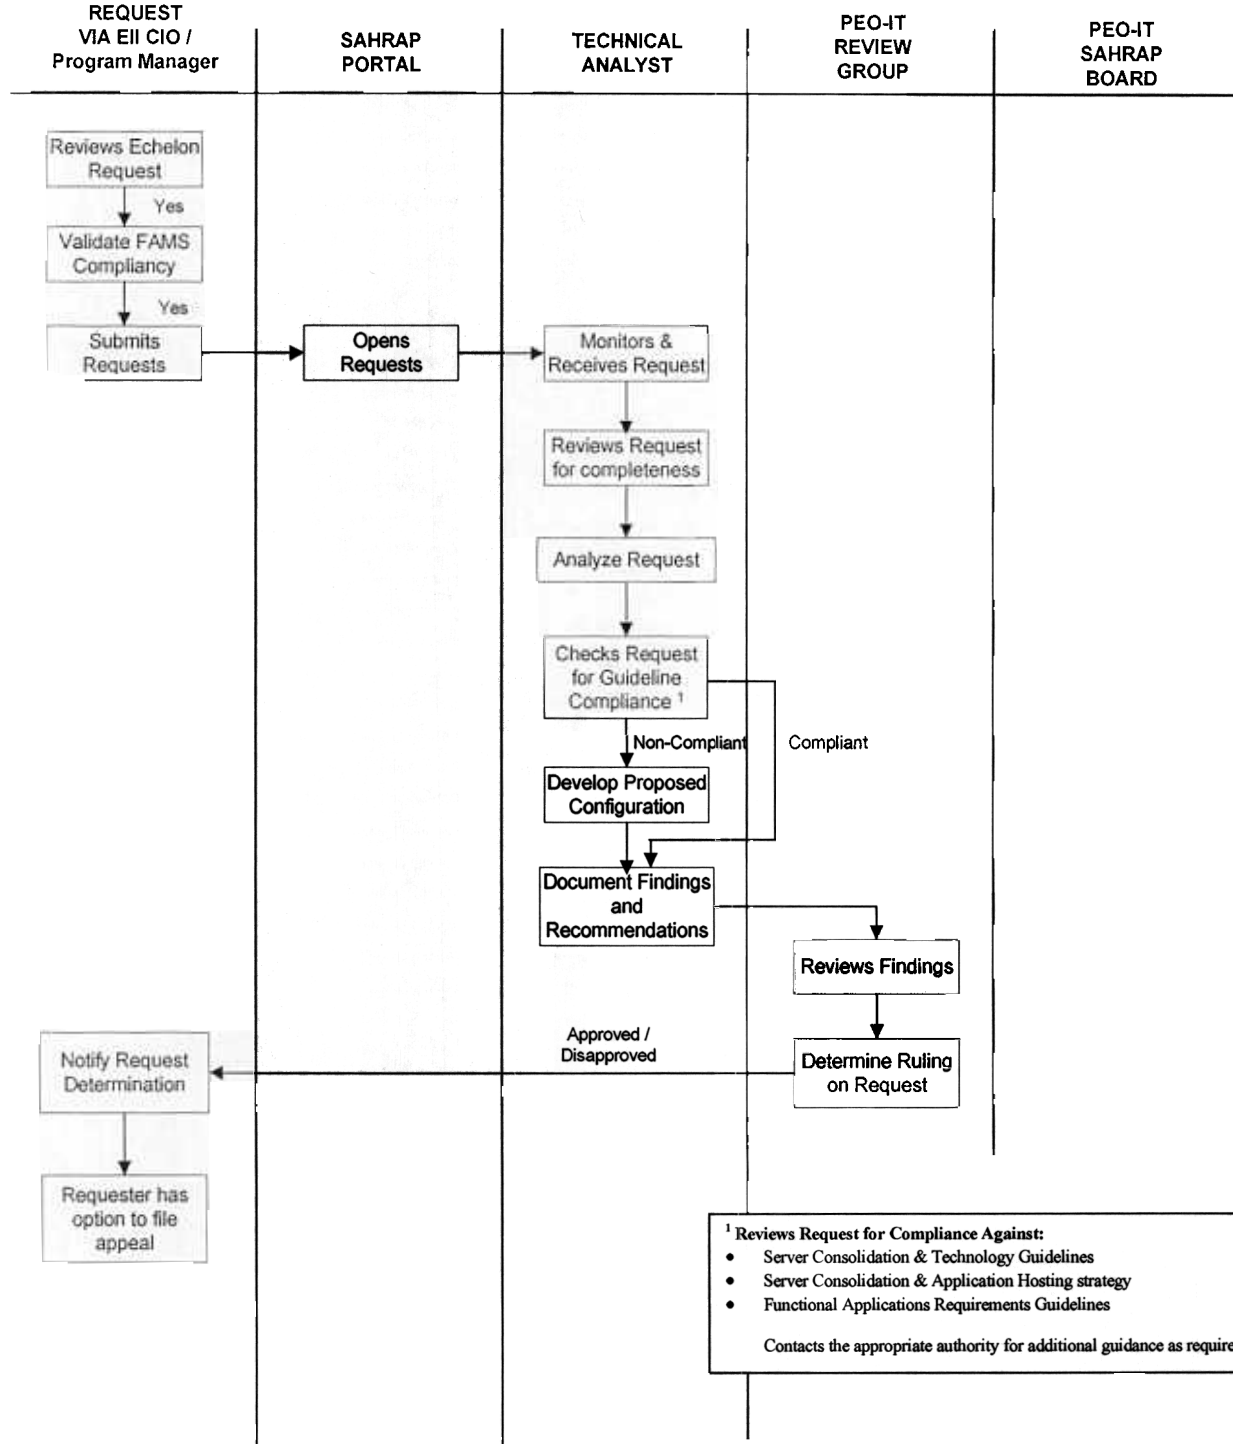 REQUEST
VIA EII CIO /
Program Manager
SAHRAP
PORTAL
TECHNICAL
ANALYST
PEO-IT
REVIEW
GROUP
PEO-IT
SAHRAP
BOARD
Reviews Echelon
Request
Yes
Validate FAMS
Compliancy
Yes
Submits
Requests
Opens
Requests
Monitors &
Receives Request
Reviews Request
for completeness
Analyze Request
Checks Request
for Guideline
Compliance 1
Non-Compliant
Compliant
Develop Proposed
Configuration
Document Findings
and
Recommendations
Reviews Findings
Approved /
Disapproved
Determine Ruling
on Request
Notify Request
Determination
Requester has
option to file
appeal
1 Reviews Request for Compliance Against:
• Server Consolidation & Technology Guidelines
• Server Consolidation & Application Hosting strategy
• Functional Applications Requirements Guidelines
Contacts the appropriate authority for additional guidance as require